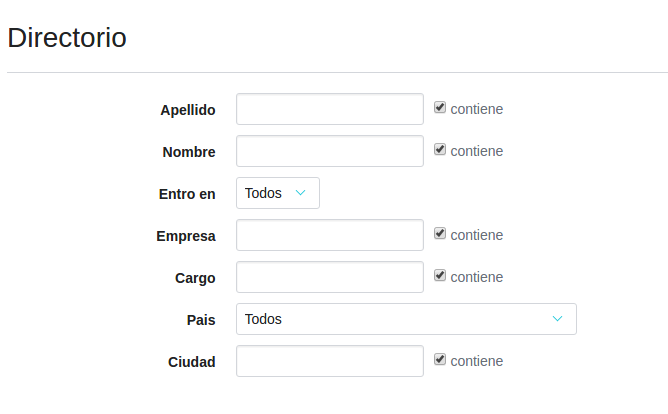 Directorio
Apellido contiene
Nombre contiene
Entro en Todos
Empresa contiene
Cargo contiene
Pais Todos
Ciudad contiene